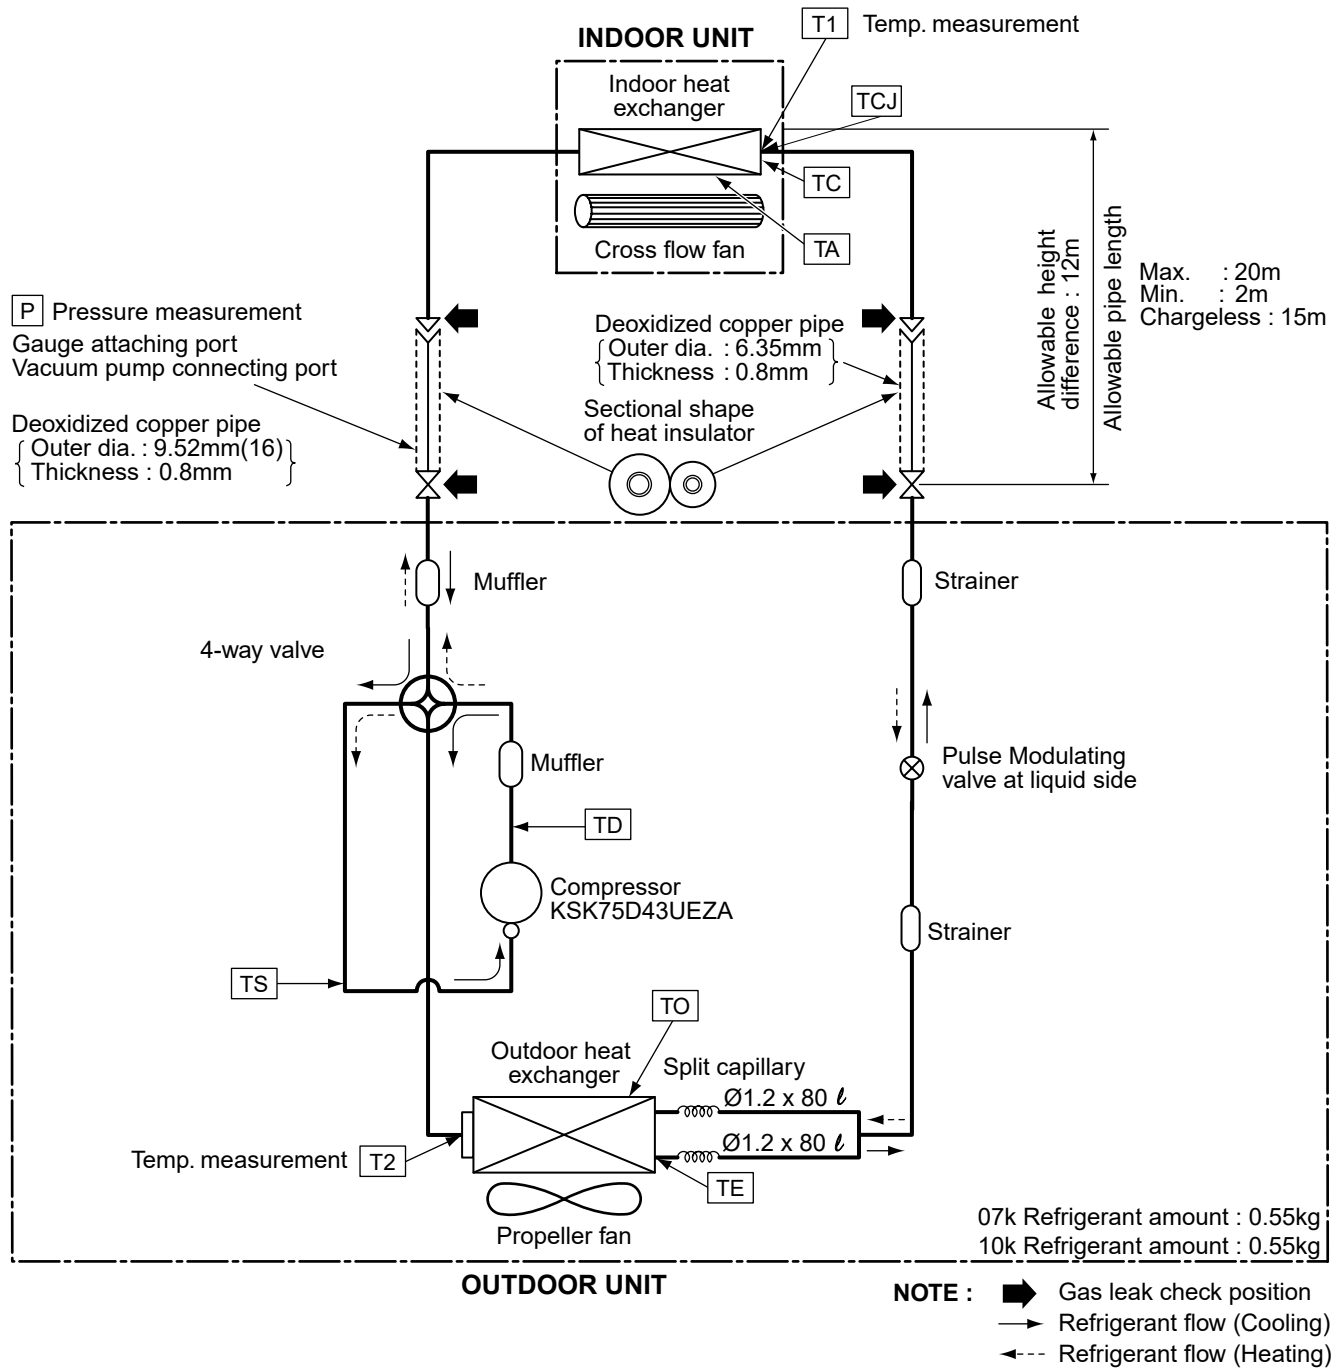 T1 Temp. measurement
INDOOR UNIT
Indoor heat
exchanger
TCJ
TC
Cross flow fan
TA
Allowable height
difference : 12m
Allowable pipe length
Max. : 20m
Min. : 2m
Chargeless : 15m
P Pressure measurement
Gauge attaching port
Vacuum pump connecting port
Deoxidized copper pipe
Outer dia. : 9.52mm(16)
Thickness : 0.8mm
Deoxidized copper pipe
Outer dia. : 6.35mm
Thickness : 0.8mm
Sectional shape
of heat insulator
Muffler
Strainer
4-way valve
Muffler
Pulse Modulating
valve at liquid side
TD
Compressor
KSK75D43UEZA
Strainer
TS
TO
Outdoor heat
exchanger
Split capillary
Ø1.2 x 80 ℓ
Ø1.2 x 80 ℓ
Temp. measurement T2
TE
Propeller fan
07k Refrigerant amount : 0.55kg
10k Refrigerant amount : 0.55kg
OUTDOOR UNIT
NOTE : Gas leak check position
Refrigerant flow (Cooling)
Refrigerant flow (Heating)